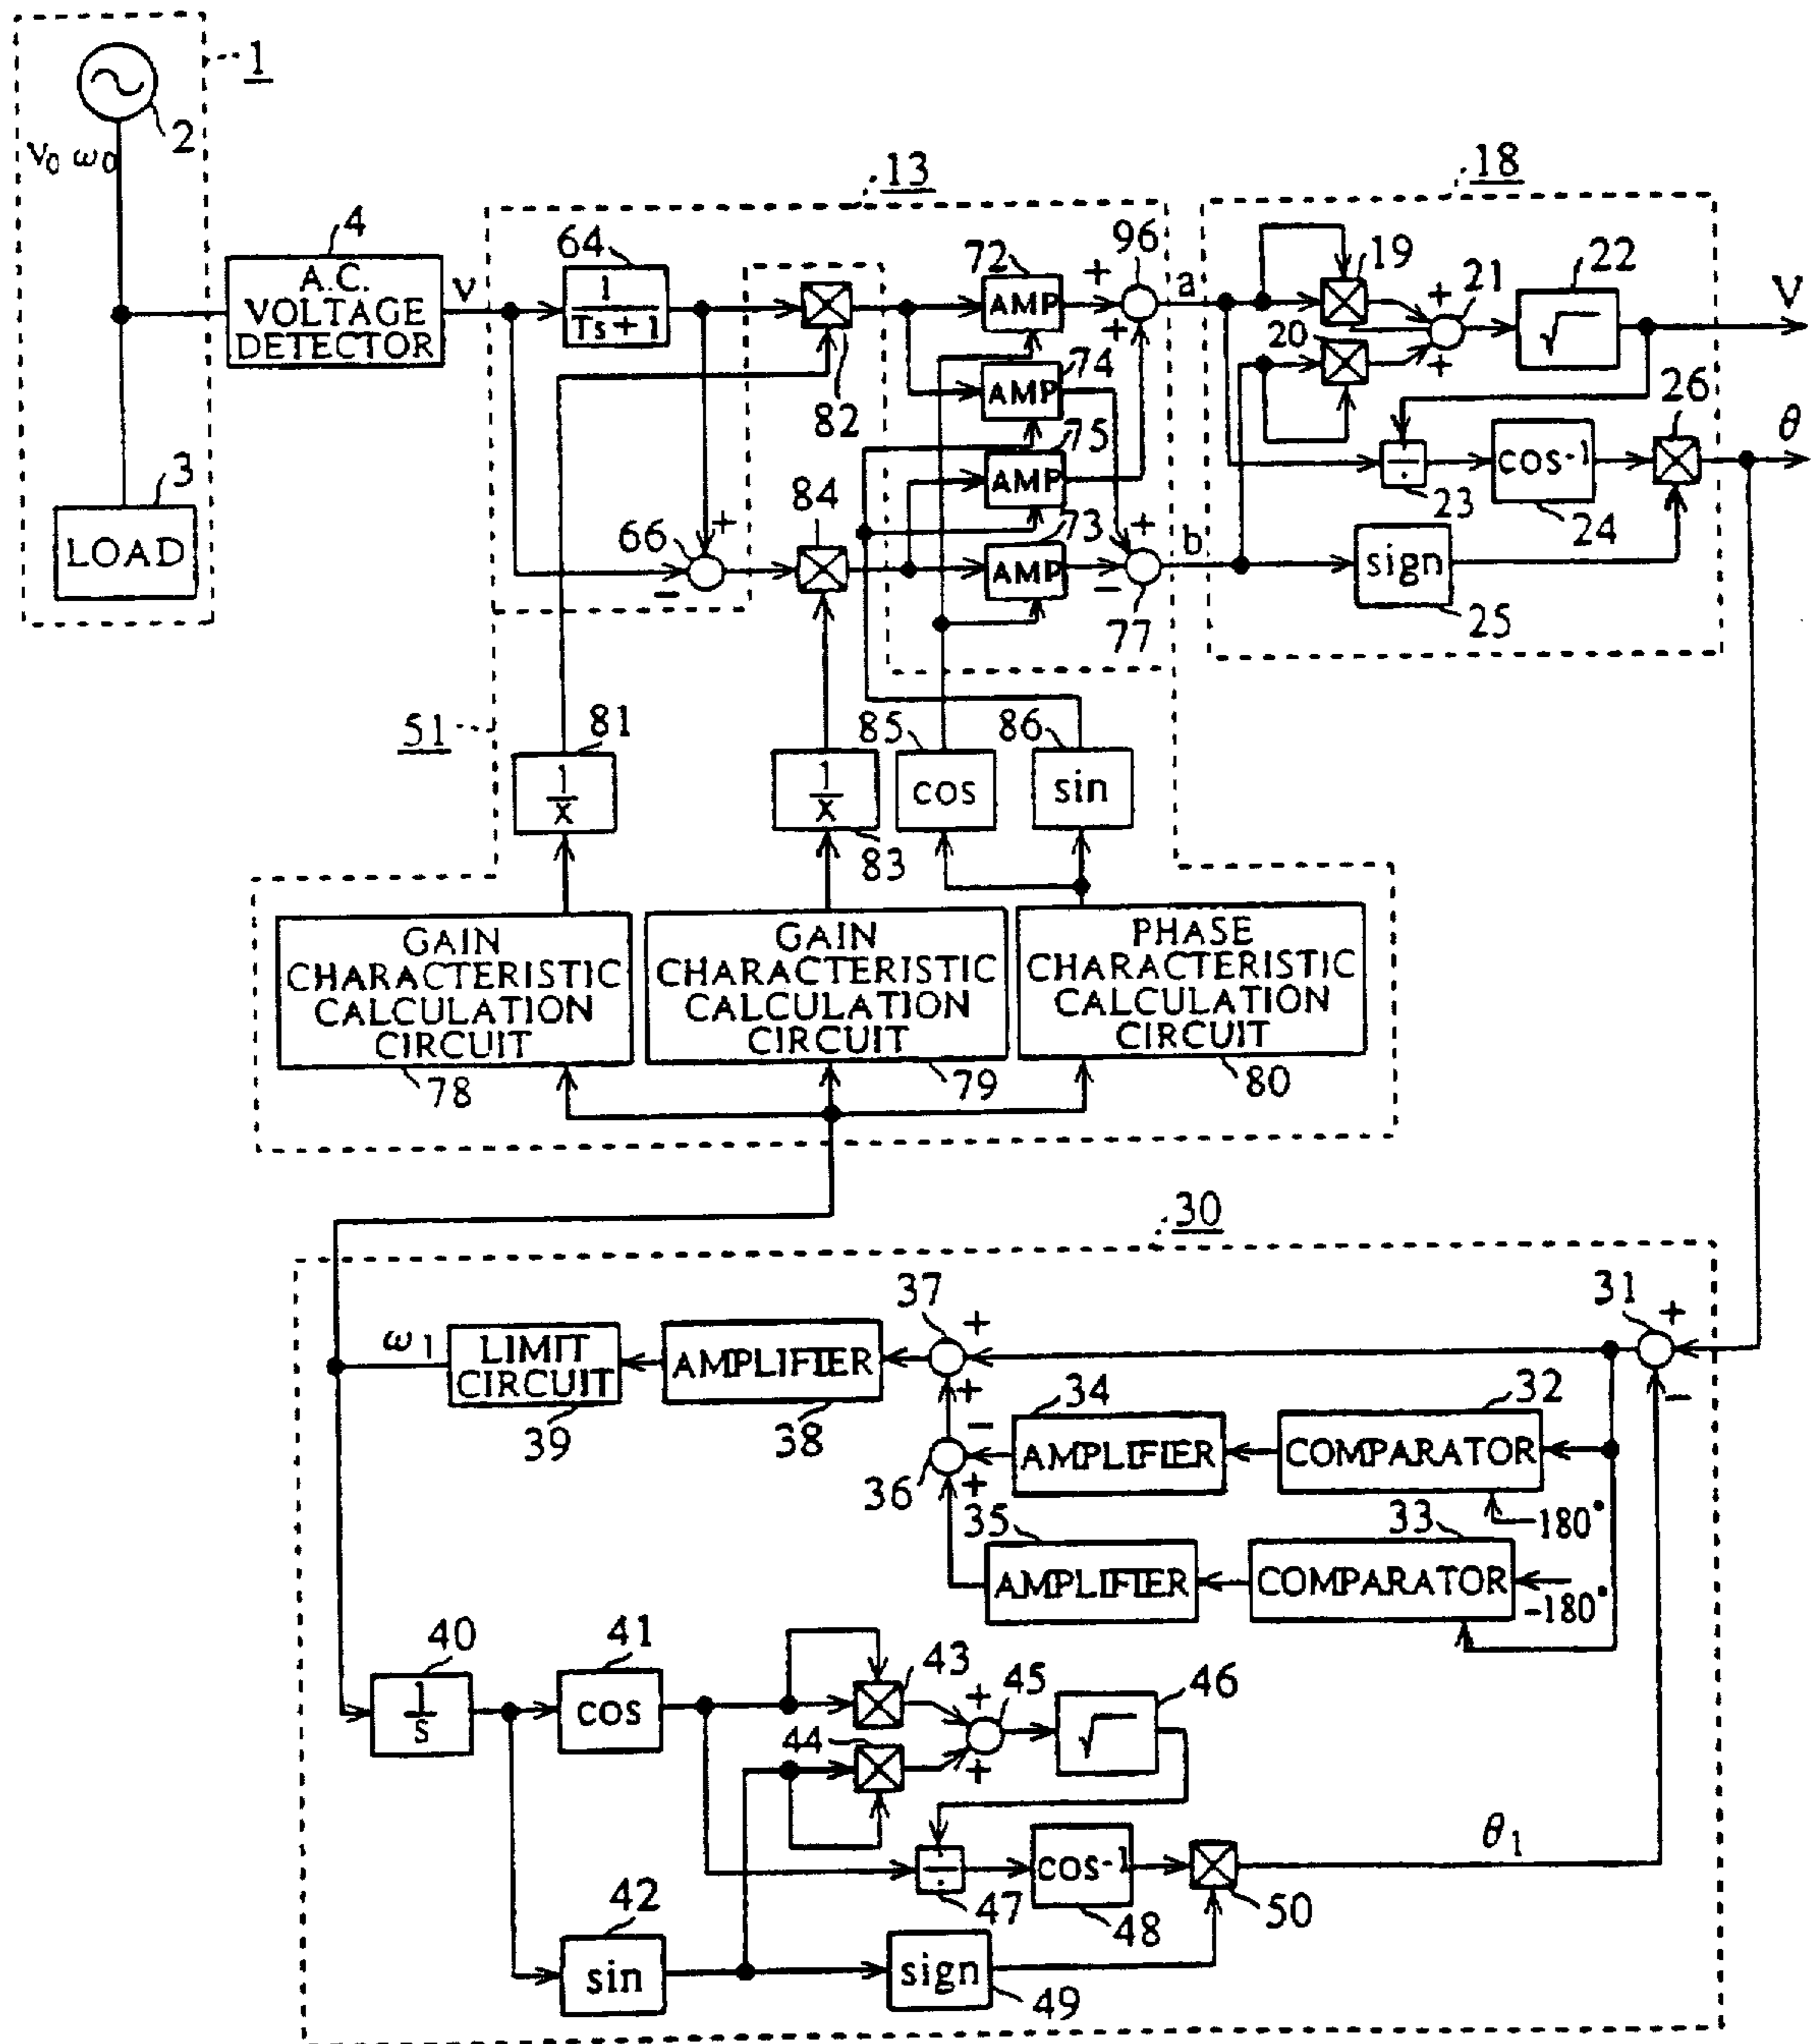 1
2
V0 ω0
3
LOAD
4
A.C.
VOLTAGE
DETECTOR
v
13
64
1
Ts+1
82
72
AMP
74
AMP
75
AMP
73
AMP
+
96
+
a
66
+
−
84
+
−
77
b
18
19
20
+
21
+
22
√
V
23
÷
cos-1
24
26
θ
sign
25
51
81
1
x
1
x
83
85
cos
86
sin
GAIN
CHARACTERISTIC
CALCULATION
CIRCUIT
78
GAIN
CHARACTERISTIC
CALCULATION
CIRCUIT
79
PHASE
CHARACTERISTIC
CALCULATION
CIRCUIT
80
30
ω1
LIMIT
CIRCUIT
39
AMPLIFIER
38
37
+
+
31
+
−
34
AMPLIFIER
32
COMPARATOR
−
36
+
-180°
35
AMPLIFIER
33
COMPARATOR
-180°
40
1
s
41
cos
43
44
+
45
+
46
√
÷
47
cos-1
48
50
θ1
42
sin
sign
49